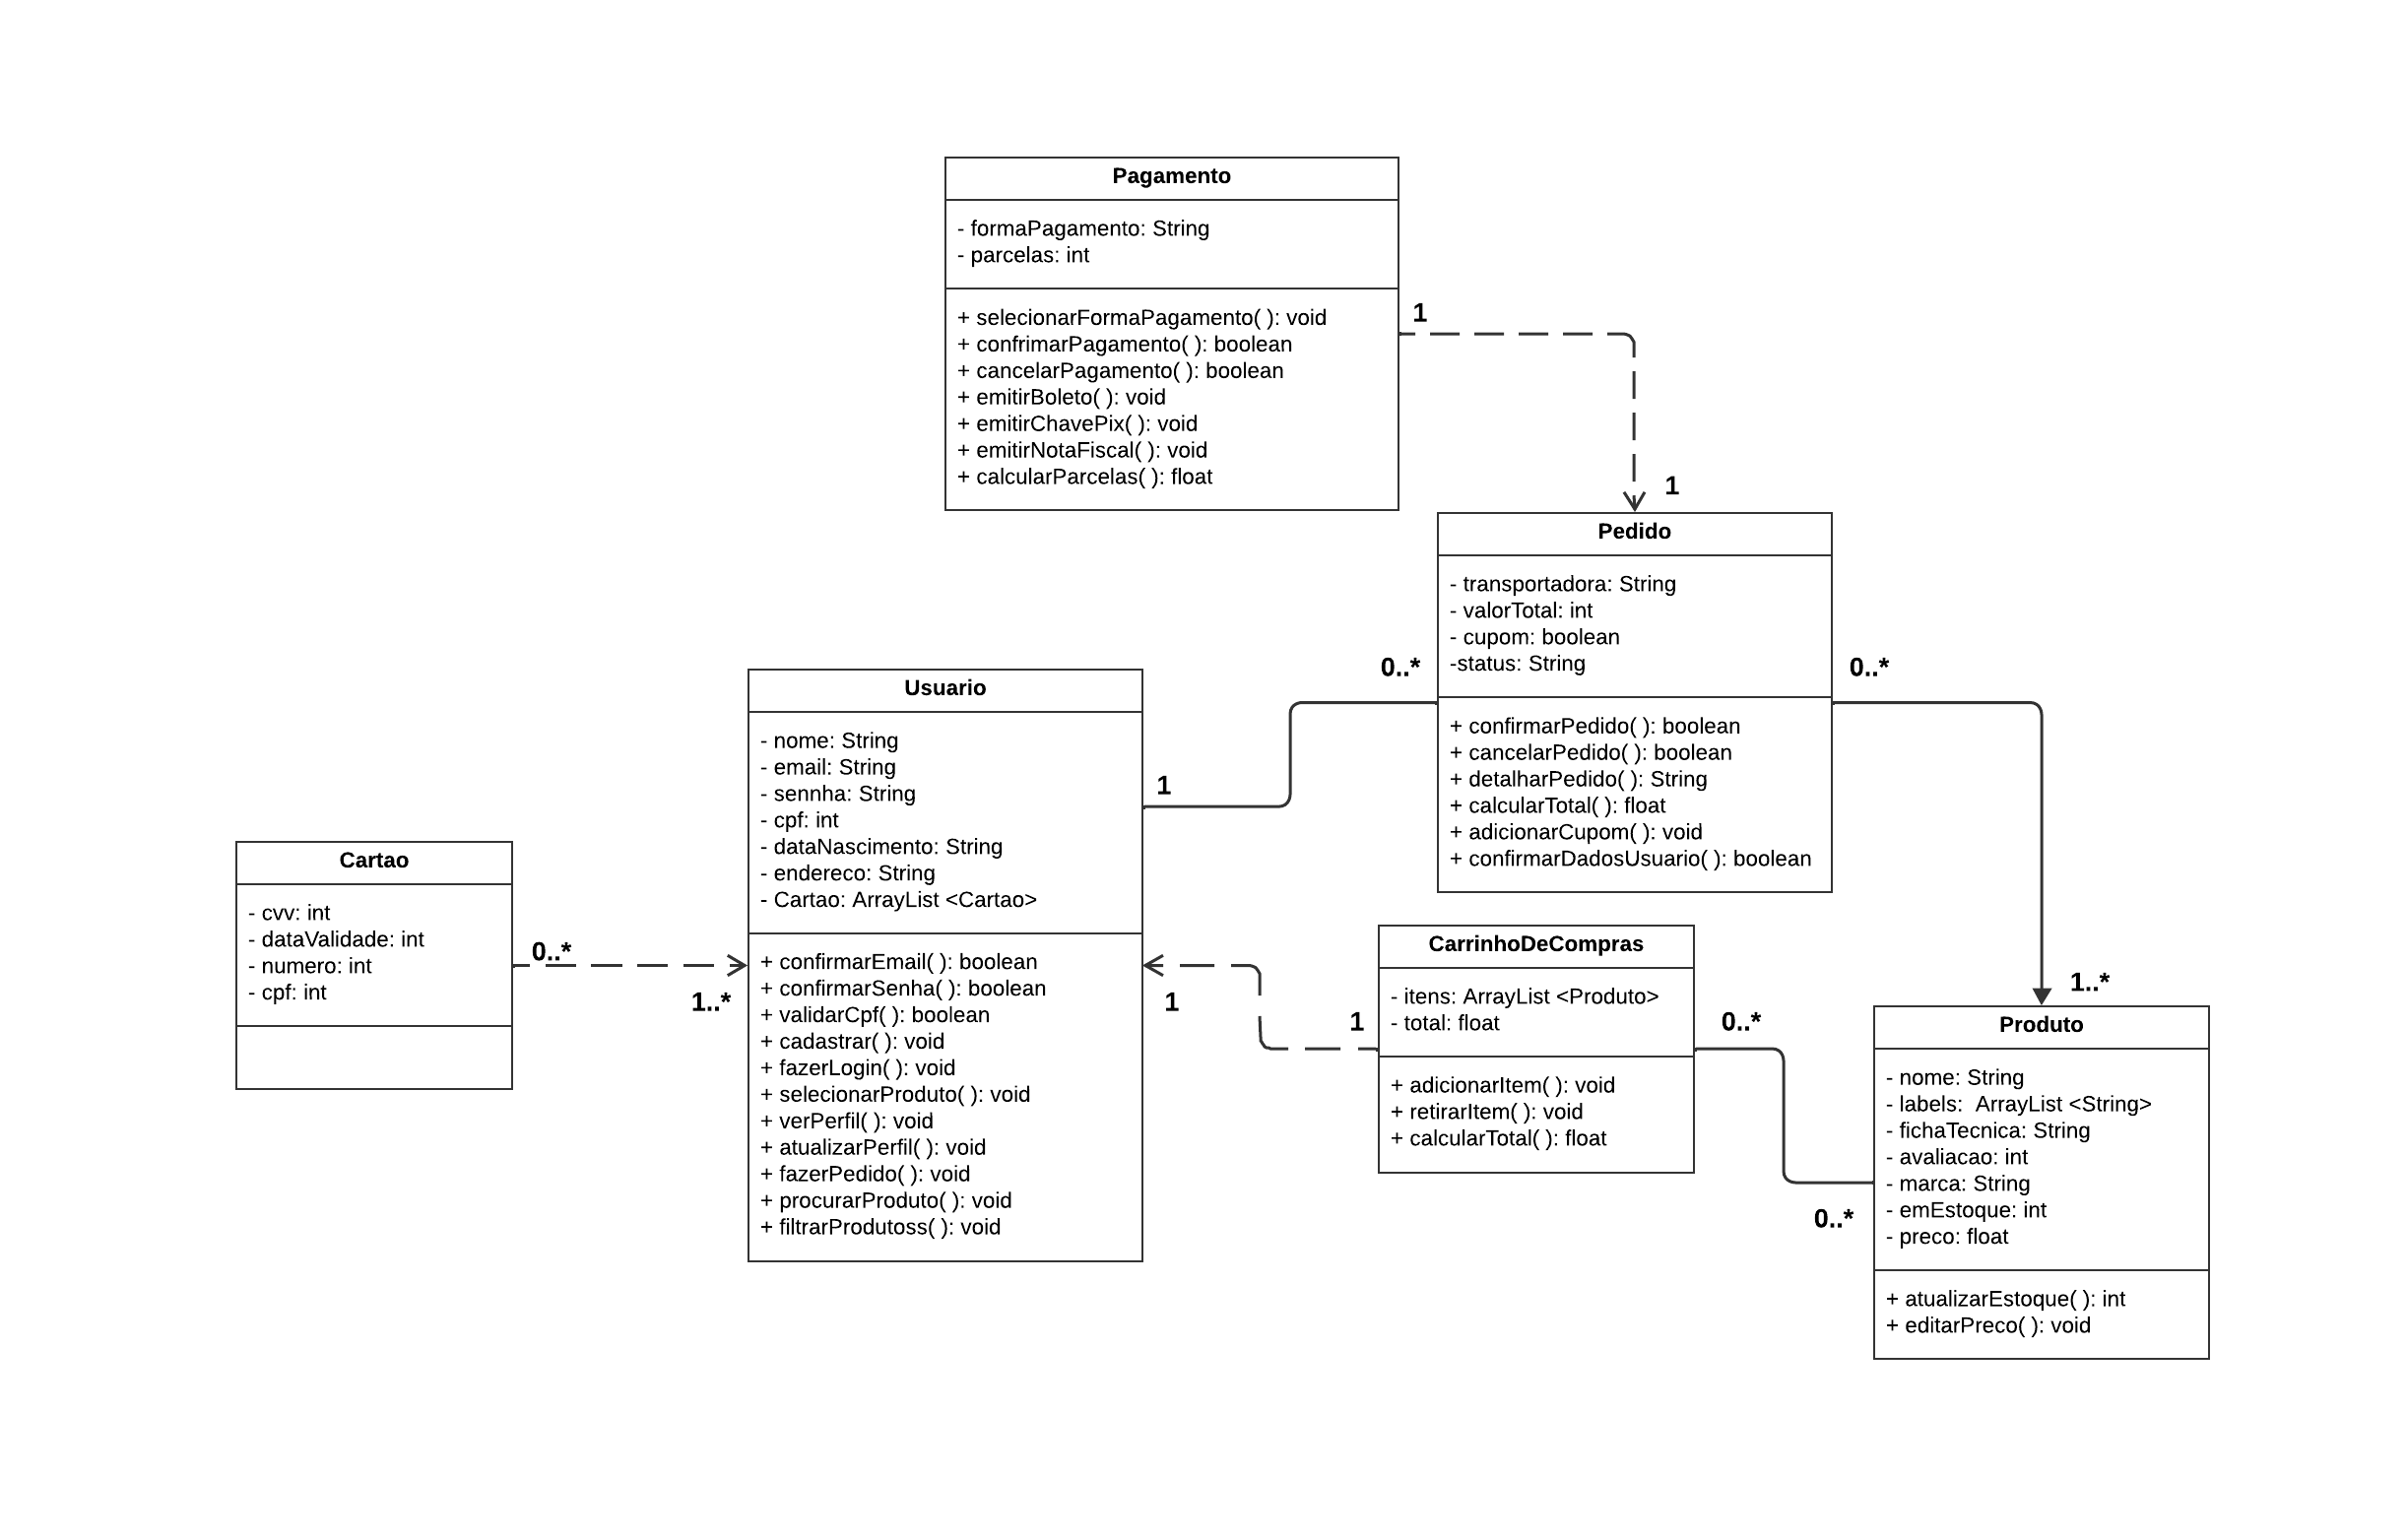 Pagamento
- formaPagamento: String
- parcelas: int
+ selecionarFormaPagamento( ): void
+ confrimarPagamento( ): boolean
+ cancelarPagamento( ): boolean
+ emitirBoleto( ): void
+ emitirChavePix( ): void
+ emitirNotaFiscal( ): void
+ calcularParcelas( ): float
1
1
Pedido
- transportadora: String
- valorTotal: int
- cupom: boolean
-status: String
+ confirmarPedido( ): boolean
+ cancelarPedido( ): boolean
+ detalharPedido( ): String
+ calcularTotal( ): float
+ adicionarCupom( ): void
+ confirmarDadosUsuario( ): boolean
0..*
0..*
Usuario
- nome: String
- email: String
- sennha: String
- cpf: int
- dataNascimento: String
- endereco: String
- Cartao: ArrayList <Cartao>
+ confirmarEmail( ): boolean
+ confirmarSenha( ): boolean
+ validarCpf( ): boolean
+ cadastrar( ): void
+ fazerLogin( ): void
+ selecionarProduto( ): void
+ verPerfil( ): void
+ atualizarPerfil( ): void
+ fazerPedido( ): void
+ procurarProduto( ): void
+ filtrarProdutoss( ): void
1
Cartao
- cvv: int
- dataValidade: int
- numero: int
- cpf: int
0..*
1..*
1
1
CarrinhoDeCompras
- itens: ArrayList <Produto>
- total: float
+ adicionarItem( ): void
+ retirarItem( ): void
+ calcularTotal( ): float
0..*
0..*
1..*
Produto
- nome: String
- labels:  ArrayList <String>
- fichaTecnica: String
- avaliacao: int
- marca: String
- emEstoque: int
- preco: float
+ atualizarEstoque( ): int
+ editarPreco( ): void